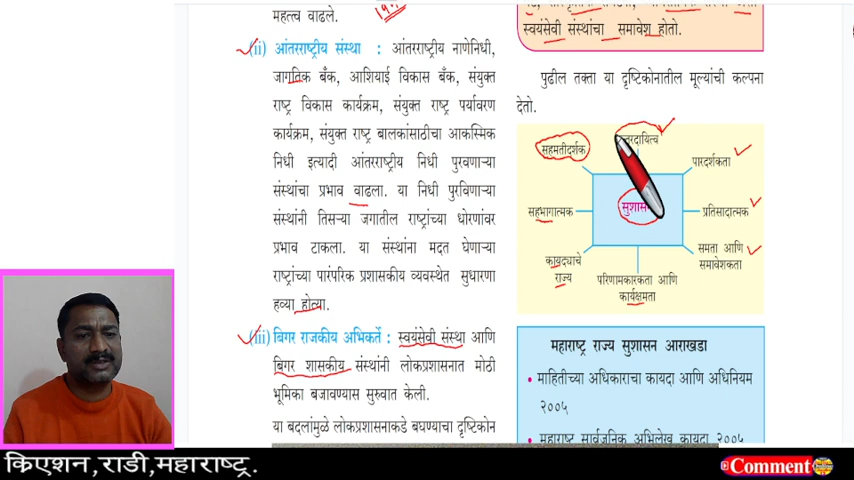 महत्त्व वाढले.
(ii) आंतरराष्ट्रीय संस्था : आंतरराष्ट्रीय नाणेनिधी,
जागतिक बँक, आशियाई विकास बँक, संयुक्त
राष्ट्र विकास कार्यक्रम, संयुक्त राष्ट्र पर्यावरण
कार्यक्रम, संयुक्त राष्ट्र बालकांसाठीचा आकस्मिक
निधी इत्यादी आंतरराष्ट्रीय निधी पुरवणाऱ्या
संस्थांचा प्रभाव वाढला. या निधी पुरविणाऱ्या
संस्थांनी तिसऱ्या जगातील राष्ट्रांच्या धोरणांवर
प्रभाव टाकला. या संस्थांना मदत घेणाऱ्या
राष्ट्रांच्या पारंपरिक प्रशासकीय व्यवस्थेत सुधारणा
हव्या होत्या.
(iii) बिगर राजकीय अभिकर्ते : स्वयंसेवी संस्था आणि
बिगर शासकीय संस्थांनी लोकप्रशासनात मोठी
भूमिका बजावण्यास सुरुवात केली.
या बदलांमुळे लोकप्रशासनाकडे बघण्याचा दृष्टिकोन
स्वयंसेवी संस्थांचा समावेश होतो.
पुढील तक्ता या दृष्टिकोनातील मूल्यांची कल्पना
देतो.
सहमतीदर्शक
पारदर्शकता
सहभागात्मक
प्रतिसादात्मक
कायद्याचे
राज्य
परिणामकारकता आणि
कार्यक्षमता
समता आणि
समावेशकता
महाराष्ट्र राज्य सुशासन आराखडा
• माहितीच्या अधिकाराचा कायदा आणि अधिनियम
२००५
• महाराष्ट्र सार्वजनिक अभिलेख कायदा २००५
किएशन,राडी,महाराष्ट्र.
Comment